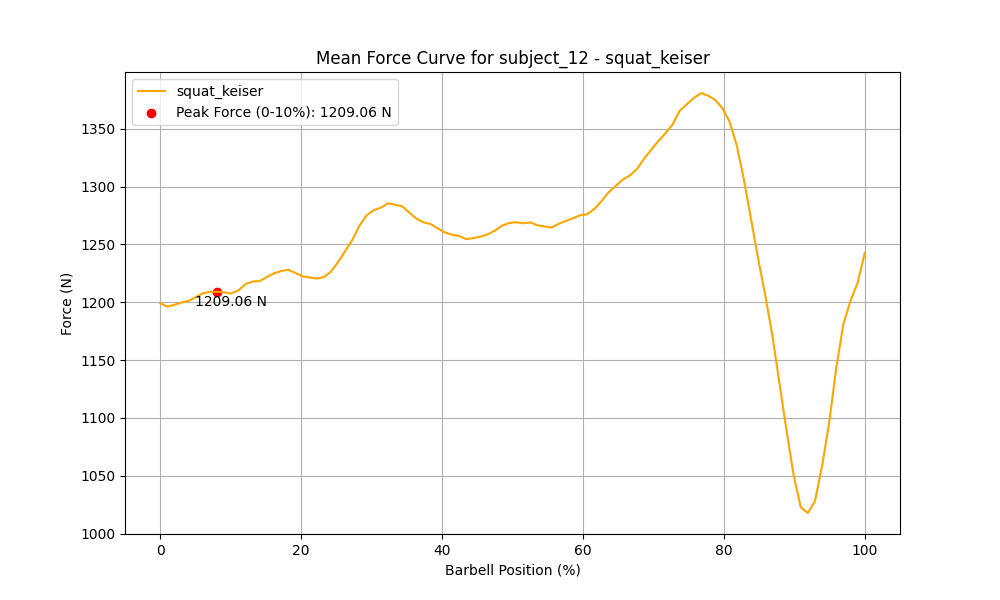 Mean Force Curve for subject_12 - squat_keiser
squat_keiser
Peak Force (0-10%): 1209.06 N
1350
1300
1250
1200
1150
1100
1050
1000
Force (N)
1209.06 N
0 20 40 60 80 100
Barbell Position (%)